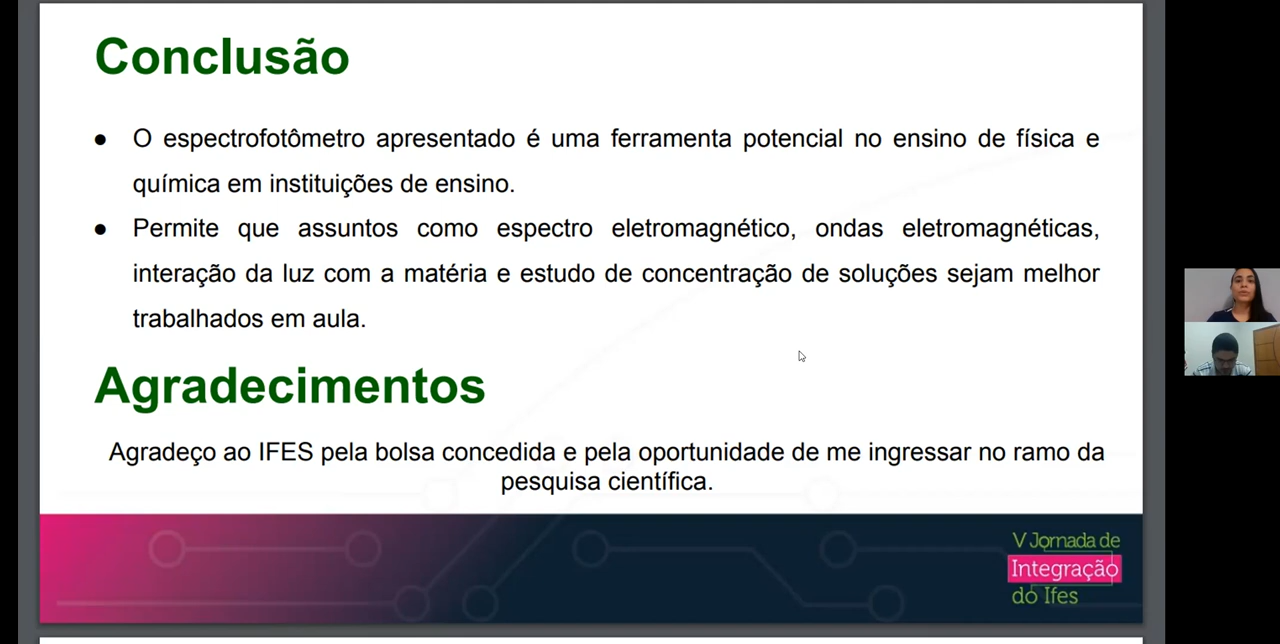 Conclusão
● O espectrofotômetro apresentado é uma ferramenta potencial no ensino de física e
química em instituições de ensino.
● Permite que assuntos como espectro eletromagnético, ondas eletromagnéticas,
interação da luz com a matéria e estudo de concentração de soluções sejam melhor
trabalhados em aula.
Agradecimentos
Agradeço ao IFES pela bolsa concedida e pela oportunidade de me ingressar no ramo da
pesquisa científica.
V Jornada de
Integração
do Ifes